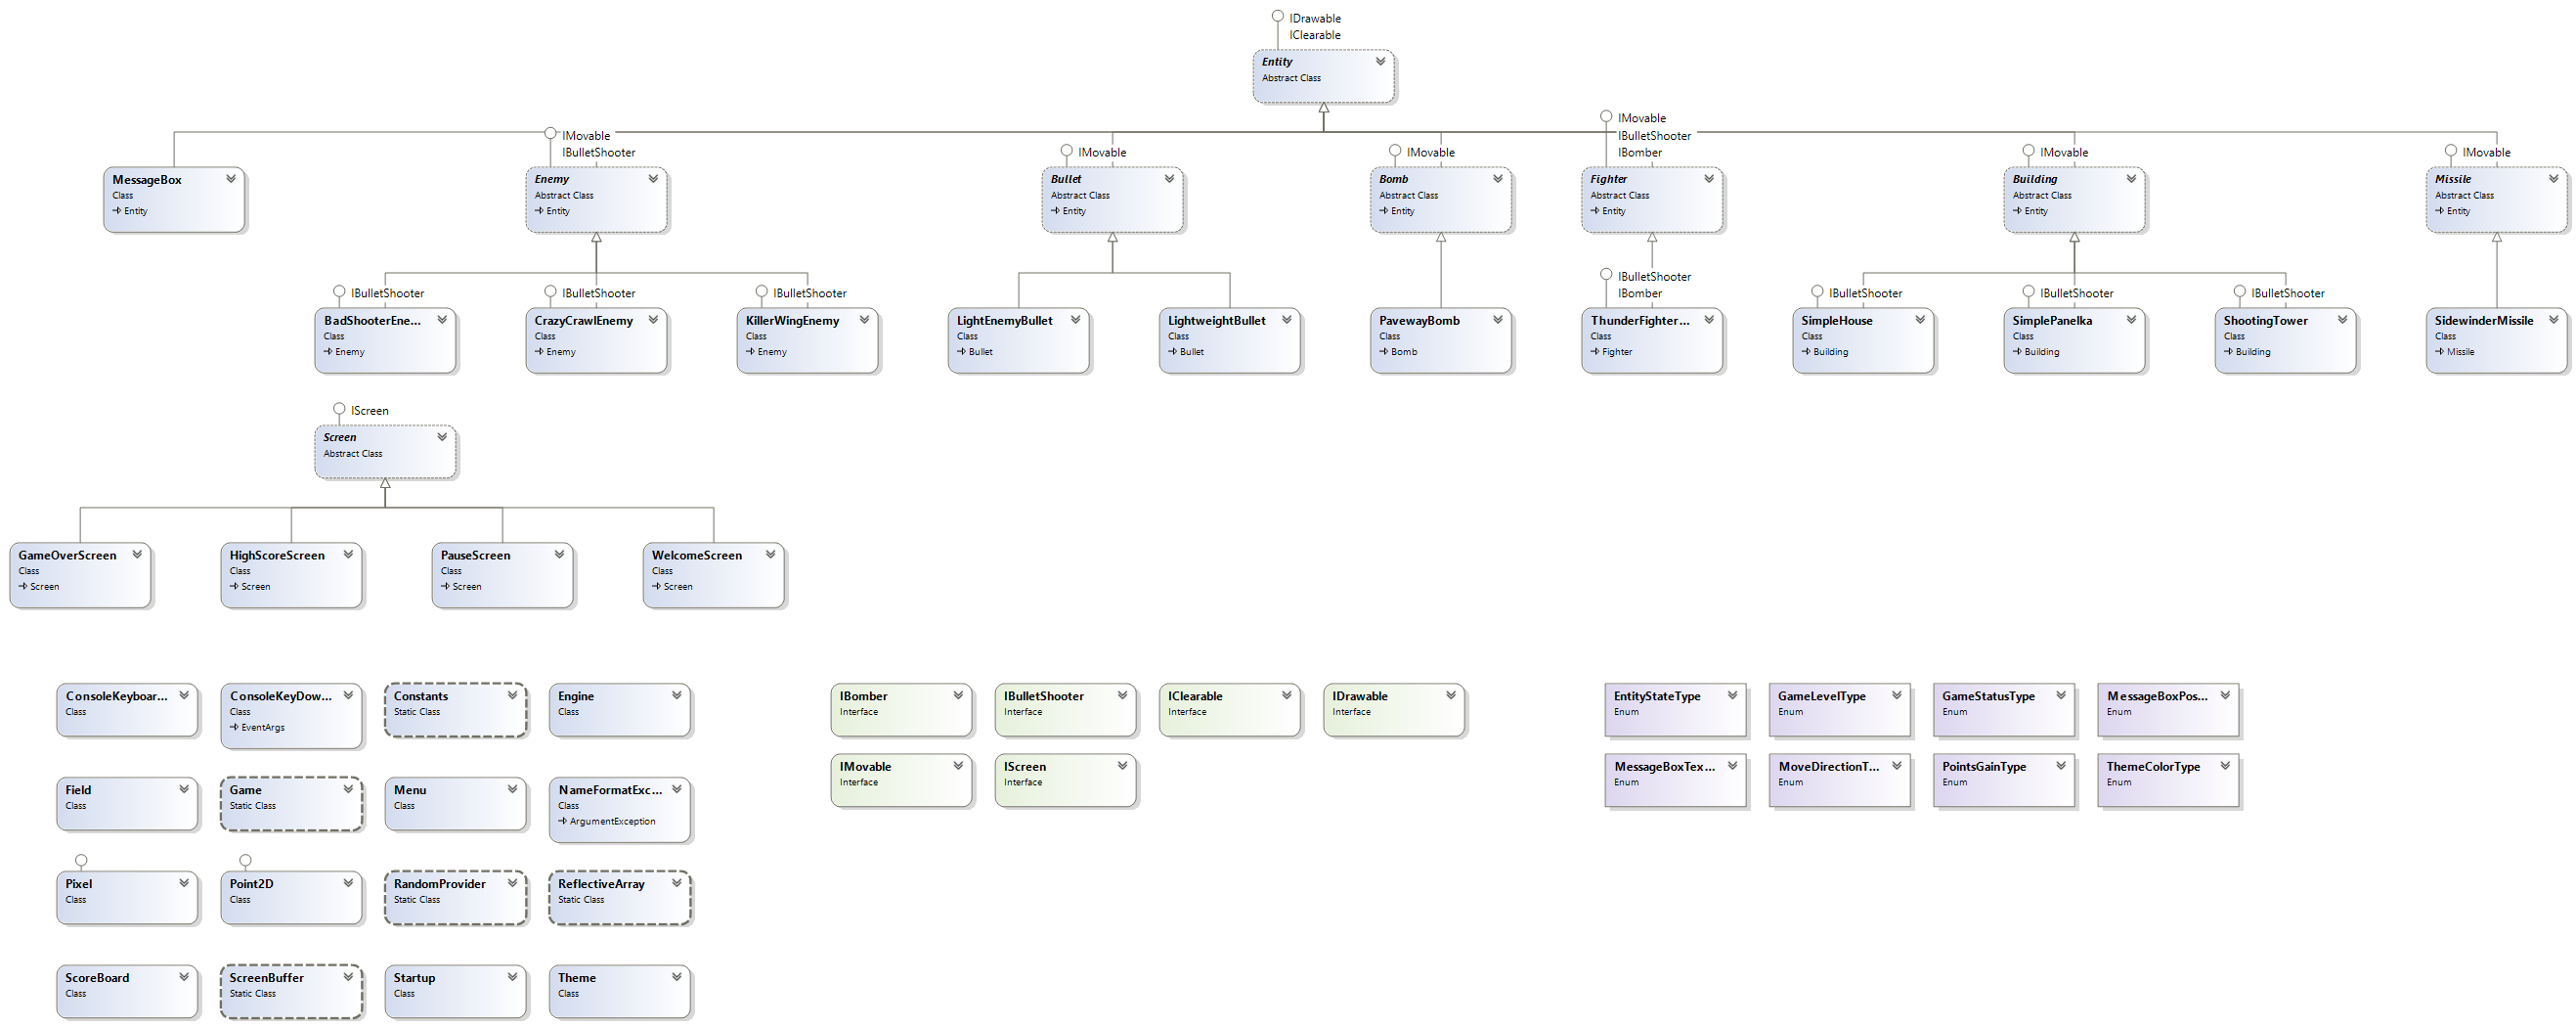 IDrawable
IClearable
Entity
Abstract Class
IMovable
IBulletShooter
IMovable
IMovable
IMovable
IBulletShooter
IBomber
IMovable
IMovable
MessageBox
Class
Entity
Enemy
Abstract Class
Entity
Bullet
Abstract Class
Entity
Bomb
Abstract Class
Entity
Fighter
Abstract Class
Entity
Building
Abstract Class
Entity
Missile
Abstract Class
Entity
IBulletShooter
IBulletShooter
IBulletShooter
IBulletShooter
IBomber
IBulletShooter
IBulletShooter
IBulletShooter
BadShooterEne...
Class
Enemy
CrazyCrawlEnemy
Class
Enemy
KillerWingEnemy
Class
Enemy
LightEnemyBullet
Class
Bullet
LightweightBullet
Class
Bullet
PavewayBomb
Class
Bomb
ThunderFighter...
Class
Fighter
SimpleHouse
Class
Building
SimplePanelka
Class
Building
ShootingTower
Class
Building
SidewinderMissile
Class
Missile
IScreen
Screen
Abstract Class
GameOverScreen
Class
Screen
HighScoreScreen
Class
Screen
PauseScreen
Class
Screen
WelcomeScreen
Class
Screen
ConsoleKeyboar...
Class
ConsoleKeyDow...
Class
EventArgs
Constants
Static Class
Engine
Class
Field
Class
Game
Static Class
Menu
Class
NameFormatExc...
Class
ArgumentException
Pixel
Class
Point2D
Class
RandomProvider
Static Class
ReflectiveArray
Static Class
ScoreBoard
Class
ScreenBuffer
Static Class
Startup
Class
Theme
Class
IBomber
Interface
IBulletShooter
Interface
IClearable
Interface
IDrawable
Interface
IMovable
Interface
IScreen
Interface
EntityStateType
Enum
GameLevelType
Enum
GameStatusType
Enum
MessageBoxPos...
Enum
MessageBoxTex...
Enum
MoveDirectionT...
Enum
PointsGainType
Enum
ThemeColorType
Enum